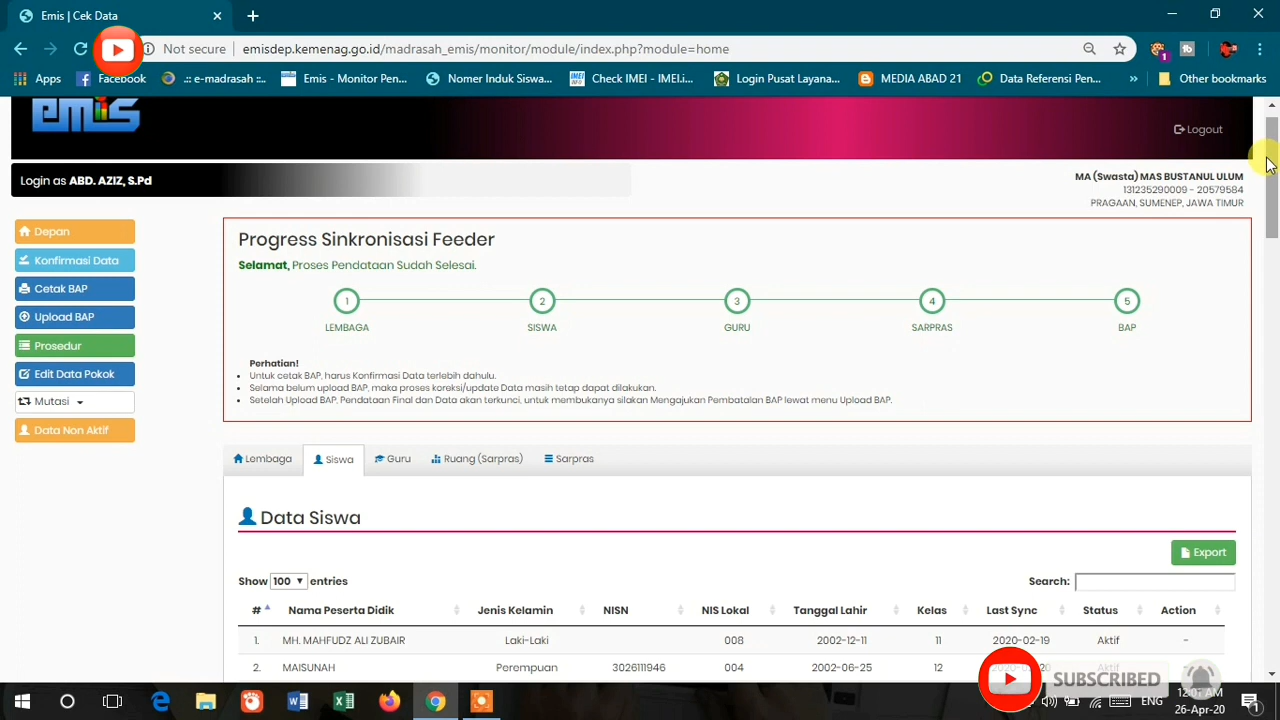 Emis | Cek Data
Not secure emisdep.kemenag.go.id/madrasah_emis/monitor/module/index.php?module=home
1
Apps Facebook .:: e-madrasah ::.. Emis - Monitor Pen... Nomer Induk Siswa... Check IMEI - IMEI.i... Login Pusat Layana... MEDIA ABAD 21 Data Referensi Pen... » Other bookmarks
emis
Logout
Login as ABD. AZIZ, S.Pd
MA (Swasta) MAS BUSTANUL ULUM
131235290009 - 20579584
PRAGAAN, SUMENEP, JAWA TIMUR
Depan
Konfirmasi Data
Cetak BAP
Upload BAP
Prosedur
Edit Data Pokok
Mutasi
Data Non Aktif
Progress Sinkronisasi Feeder
Selamat, Proses Pendataan Sudah Selesai.
1 2 3 4 5
LEMBAGA SISWA GURU SARPRAS BAP
Perhatian!
Untuk cetak BAP, harus Konfirmasi Data terlebih dahulu.
Selama belum upload BAP, maka proses koreksi/update Data masih tetap dapat dilakukan.
Setelah Upload BAP, Pendataan Final dan Data akan terkunci, untuk membukanya silakan Mengajukan Pembatalan BAP lewat menu Upload BAP.
Lembaga Siswa Guru Ruang (Sarpras) Sarpras
Data Siswa
Export
Show 100 entries Search:
# Nama Peserta Didik Jenis Kelamin NISN NIS Lokal Tanggal Lahir Kelas Last Sync Status Action
1. MH. MAHFUDZ ALI ZUBAIR Laki-Laki 008 2002-12-11 11 2020-02-19 Aktif -
2. MAISUNAH Perempuan 3026111946 004 2002-06-25 12 Aktif -
SUBSCRIBED
ENG
12:01 AM
26-Apr-20
1